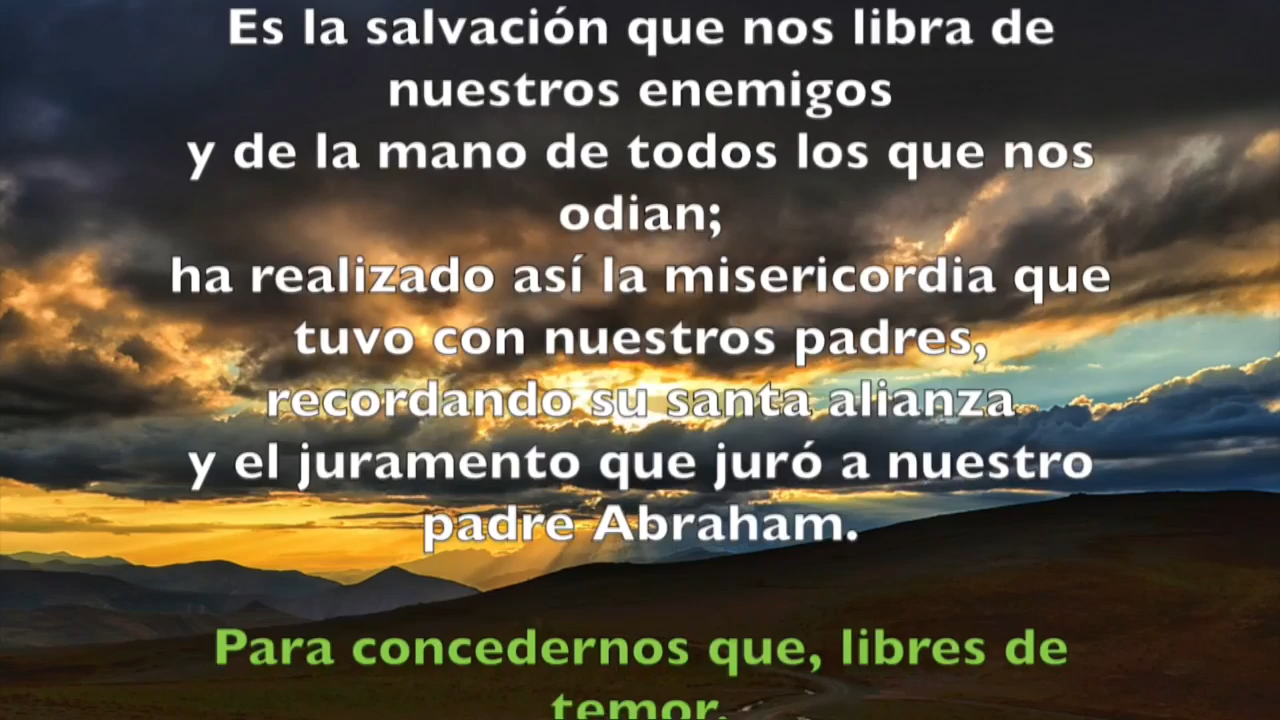 Es la salvación que nos libra de
nuestros enemigos
y de la mano de todos los que nos
odian;
ha realizado así la misericordia que
tuvo con nuestros padres,
recordando su santa alianza
y el juramento que juró a nuestro
padre Abraham.
Para concedernos que, libres de
temor,